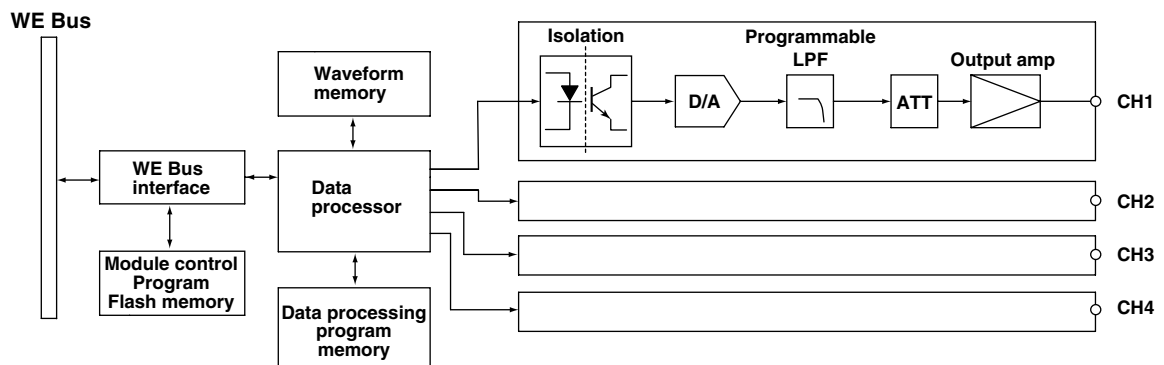 WE Bus
Isolation
Programmable
LPF
Output amp
Waveform
memory
D/A
ATT
CH1
WE Bus
interface
Data
processor
CH2
CH3
Module control
Program
Flash memory
CH4
Data processing
program
memory